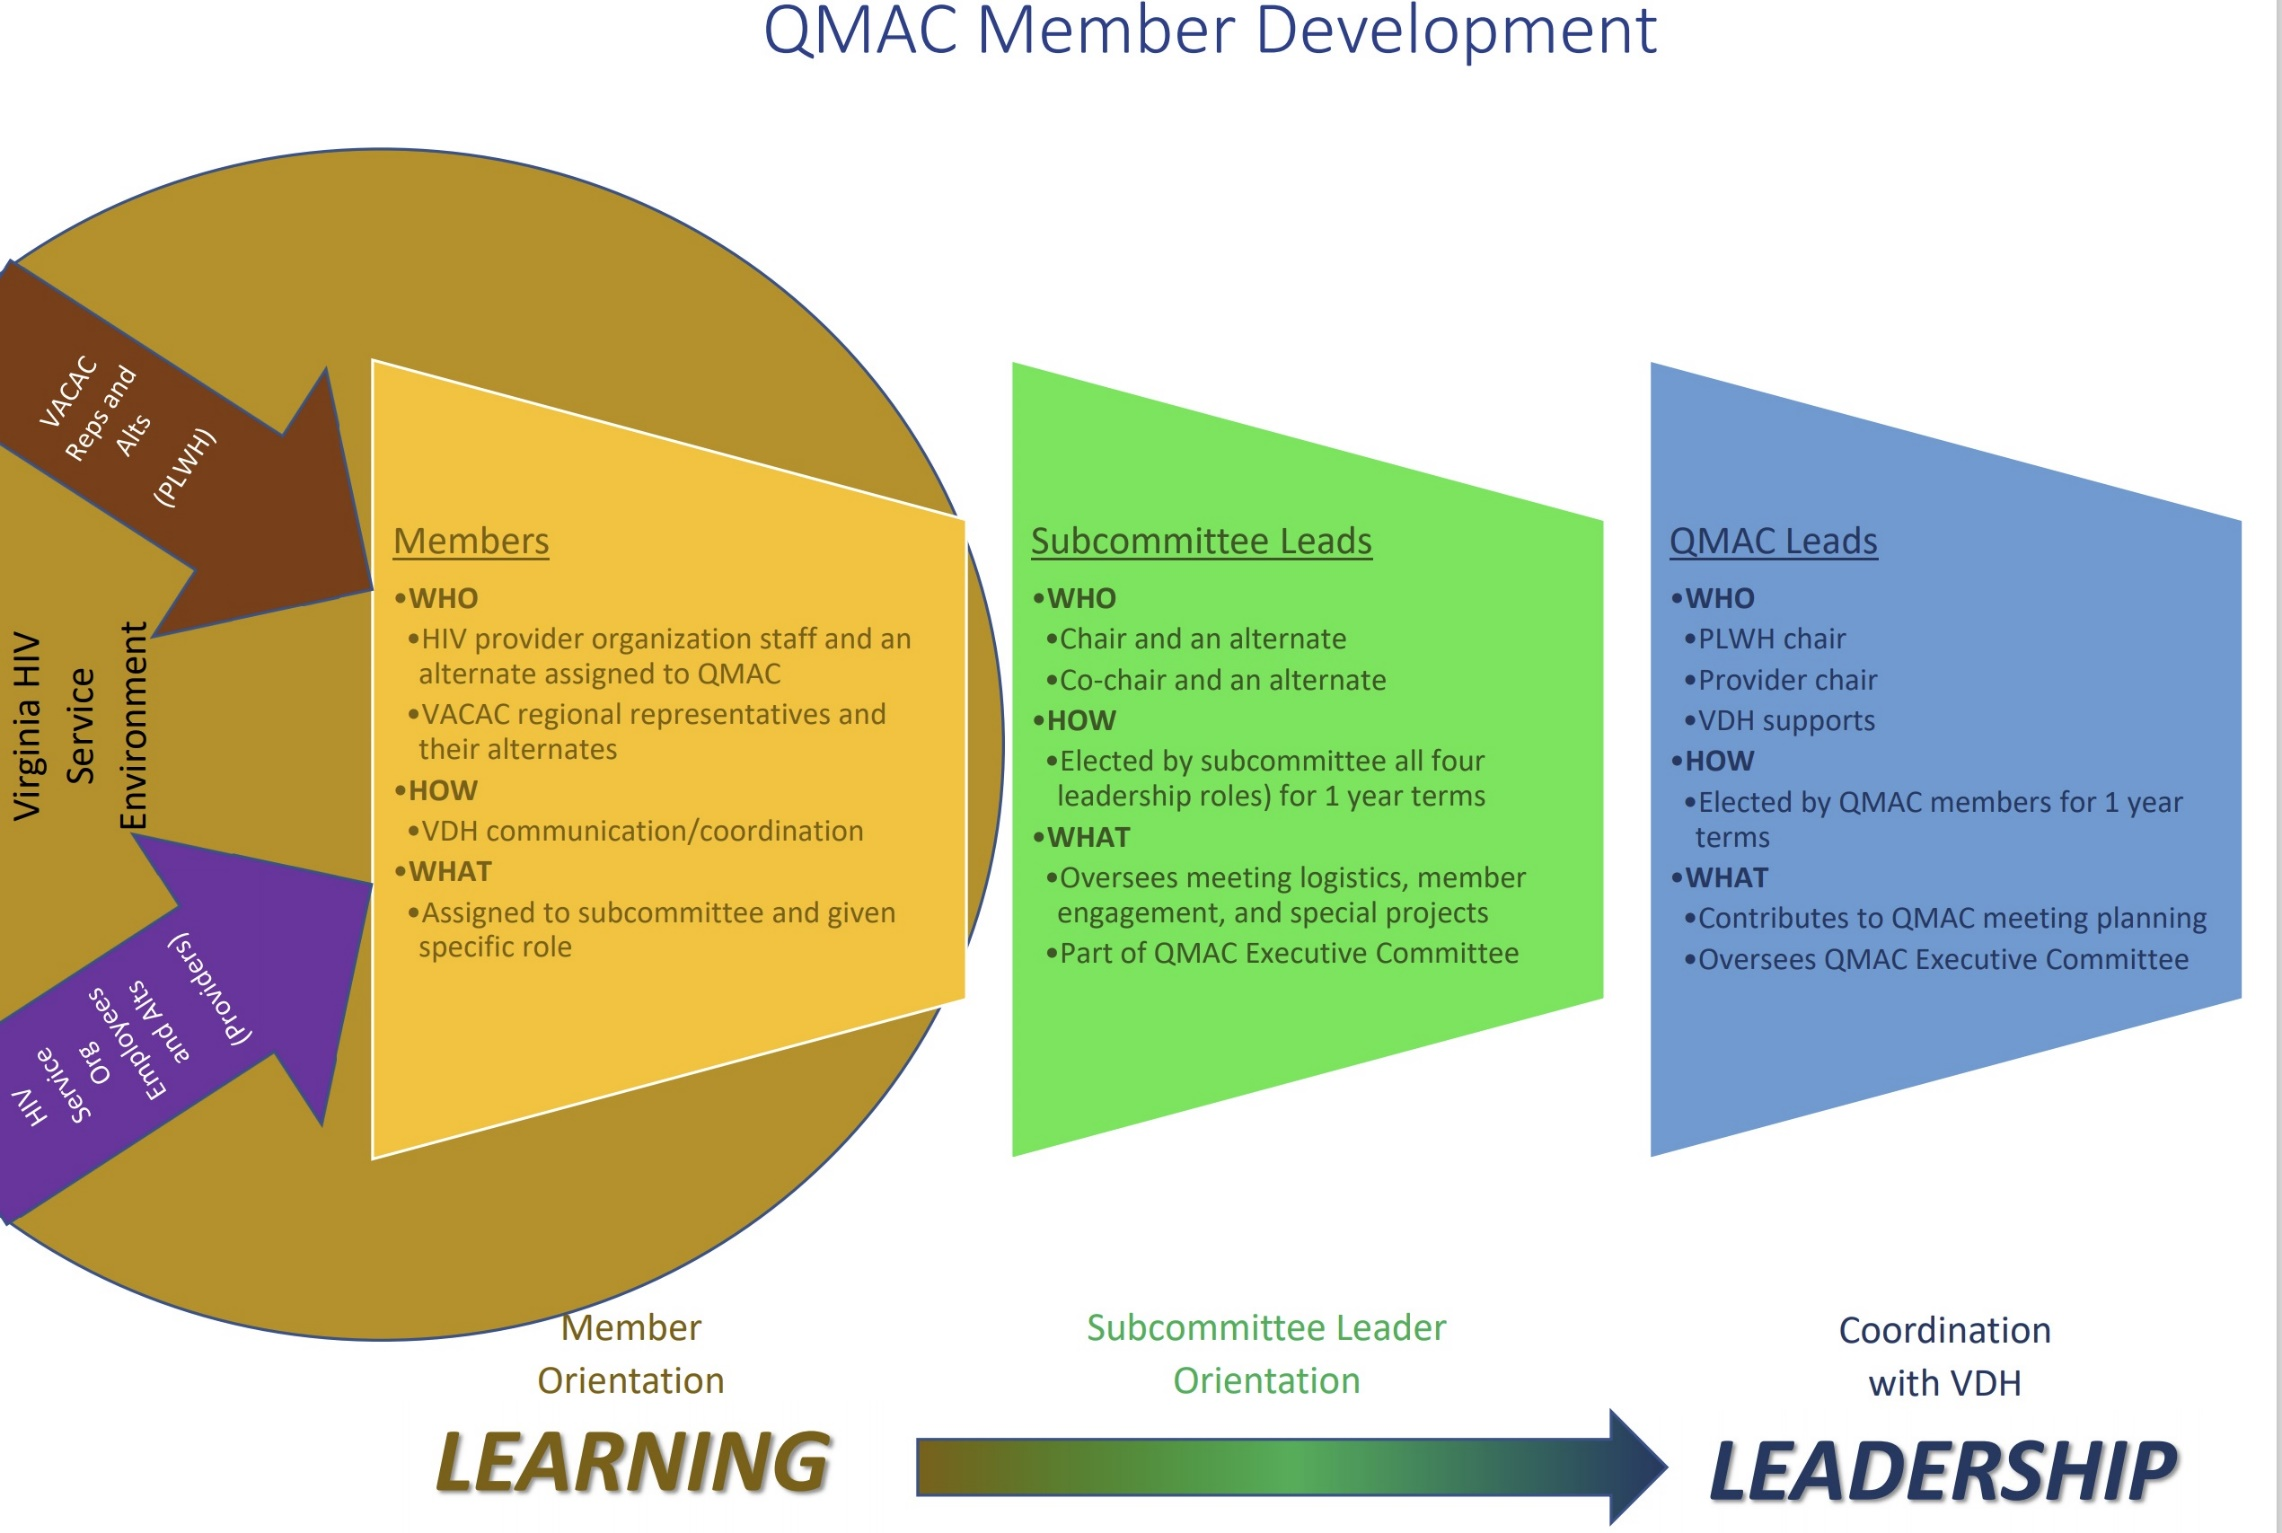 QMAC Member Development
VACAC
Reps and
Alts
(PLWH)
Virginia HIV
Service
Environment
HIV
Service
Org
Employees
and Alts
(Providers)
Members
•WHO
•HIV provider organization staff and an
alternate assigned to QMAC
•VACAC regional representatives and
their alternates
•HOW
•VDH communication/coordination
•WHAT
•Assigned to subcommittee and given
specific role
Subcommittee Leads
•WHO
•Chair and an alternate
•Co-chair and an alternate
•HOW
•Elected by subcommittee all four
leadership roles) for 1 year terms
•WHAT
•Oversees meeting logistics, member
engagement, and special projects
•Part of QMAC Executive Committee
QMAC Leads
•WHO
•PLWH chair
•Provider chair
•VDH supports
•HOW
•Elected by QMAC members for 1 year
terms
•WHAT
•Contributes to QMAC meeting planning
•Oversees QMAC Executive Committee
Member
Orientation
Subcommittee Leader
Orientation
Coordination
with VDH
LEARNING
LEADERSHIP